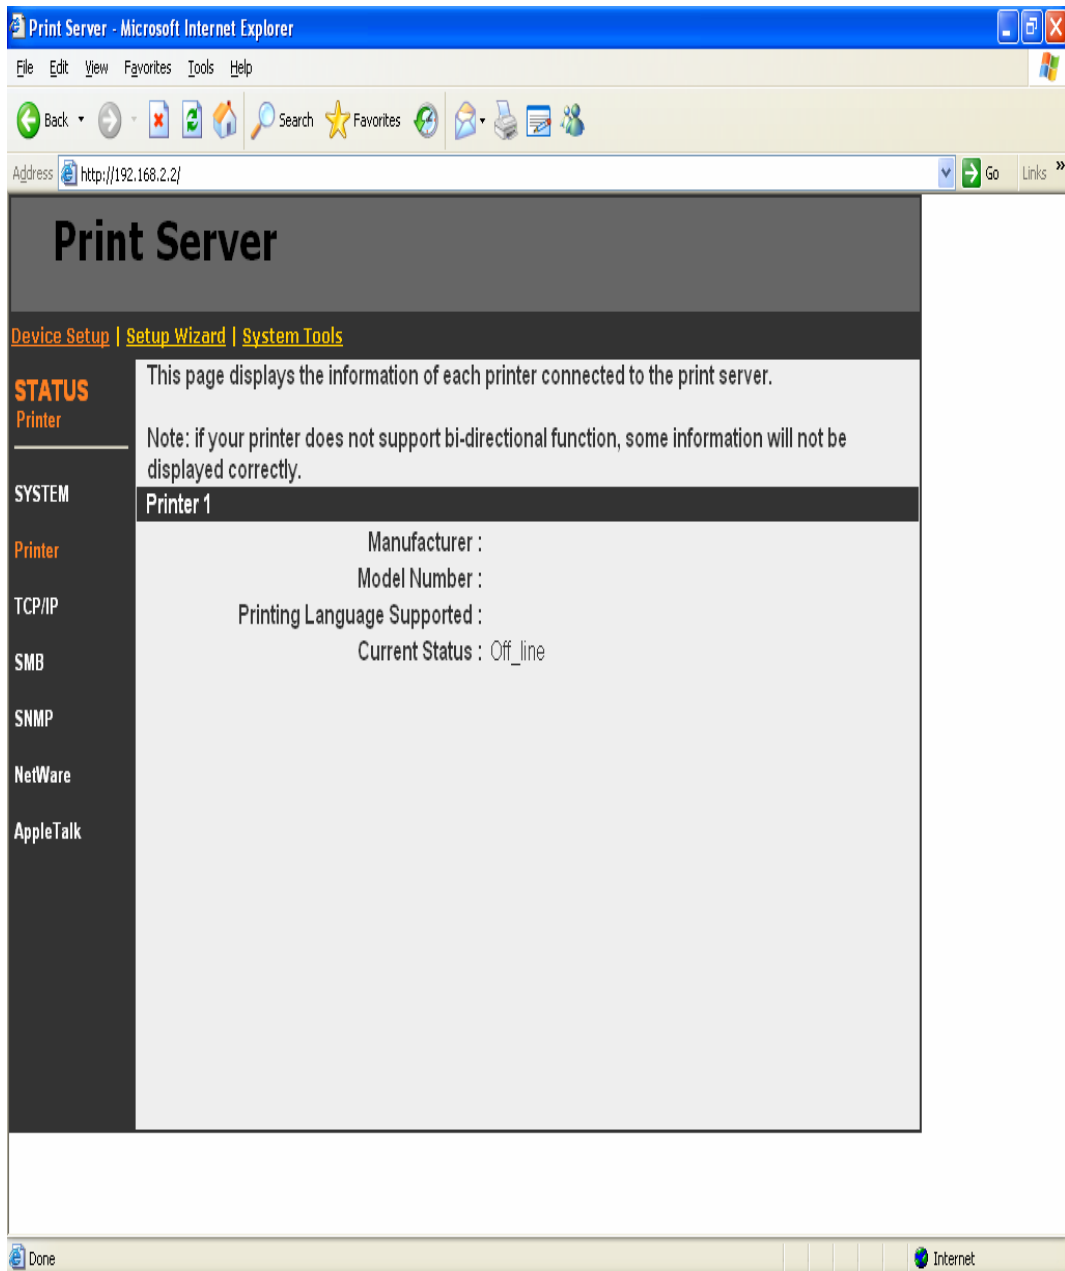 Print Server - Microsoft Internet Explorer
File Edit View Favorites Tools Help
Back Search Favorites
Address http://192.168.2.2/ Go Links »
Print Server
Device Setup | Setup Wizard | System Tools
STATUS
Printer
SYSTEM
Printer
TCP/IP
SMB
SNMP
NetWare
AppleTalk
This page displays the information of each printer connected to the print server.
Note: if your printer does not support bi-directional function, some information will not be
displayed correctly.
Printer 1
Manufacturer :
Model Number :
Printing Language Supported :
Current Status : Off_line
Done Internet